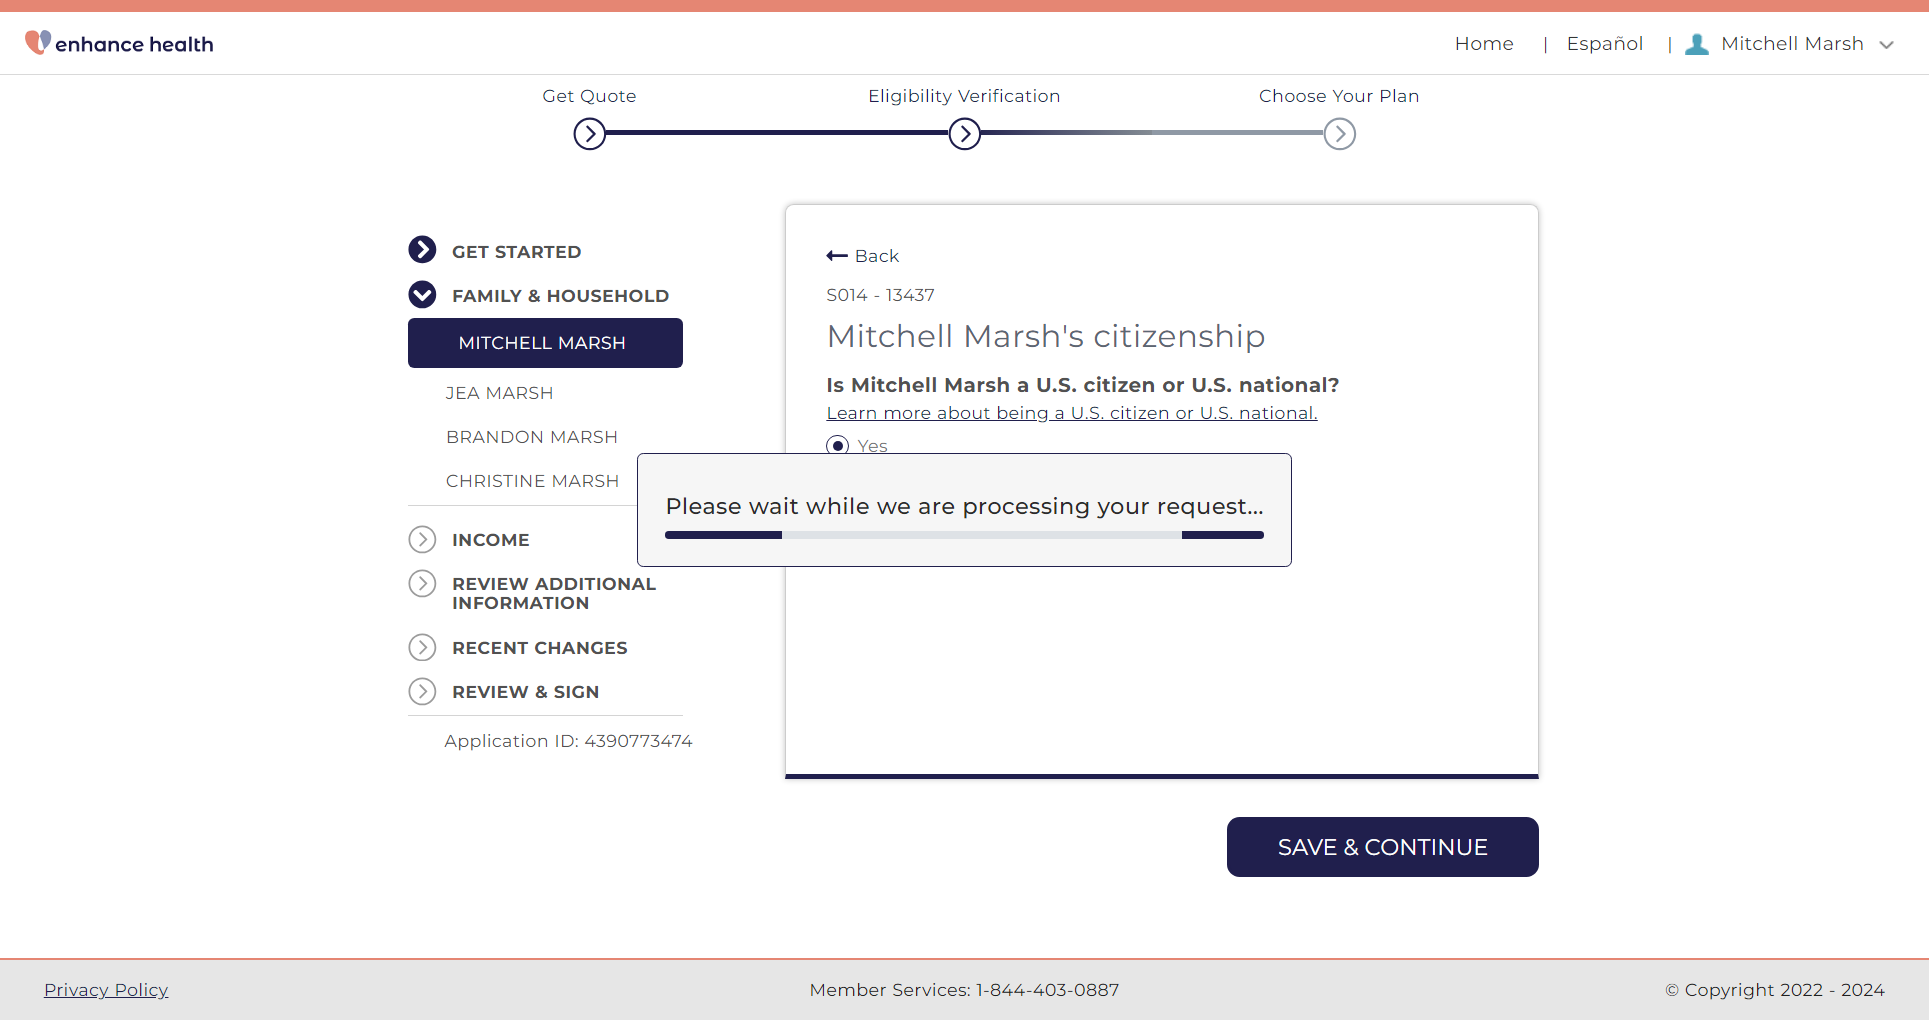 enhance health
Home | Español | Mitchell Marsh
Get Quote
Eligibility Verification
Choose Your Plan
GET STARTED
FAMILY & HOUSEHOLD
MITCHELL MARSH
JEA MARSH
BRANDON MARSH
CHRISTINE MARSH
INCOME
REVIEW ADDITIONAL
INFORMATION
RECENT CHANGES
REVIEW & SIGN
Application ID: 4390773474
Back
S014 - 13437
Mitchell Marsh's citizenship
Is Mitchell Marsh a U.S. citizen or U.S. national?
Learn more about being a U.S. citizen or U.S. national.
Yes
Please wait while we are processing your request...
SAVE & CONTINUE
Privacy Policy
Member Services: 1-844-403-0887
© Copyright 2022 - 2024